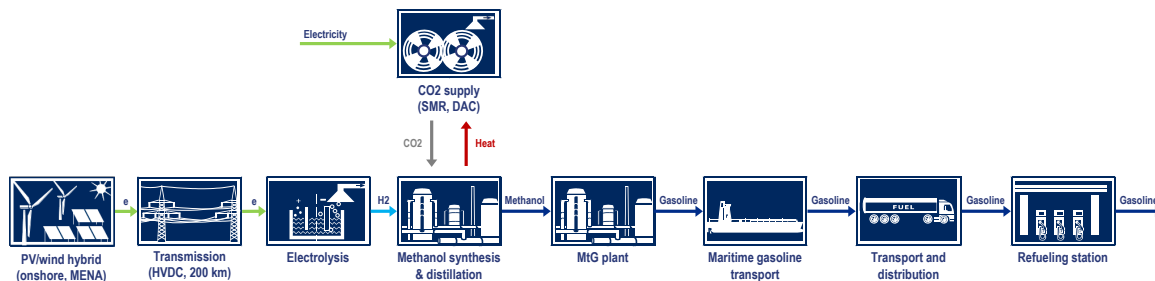 Electricity
CO2 supply
(SMR, DAC)
CO2
Heat
e
e
H2
Methanol
Gasoline
Gasoline
Gasoline
Gasoline
FUEL
PV/wind hybrid
(onshore, MENA)
Transmission
(HVDC, 200 km)
Electrolysis
Methanol synthesis
& distillation
MtG plant
Maritime gasoline
transport
Transport and
distribution
Refueling station